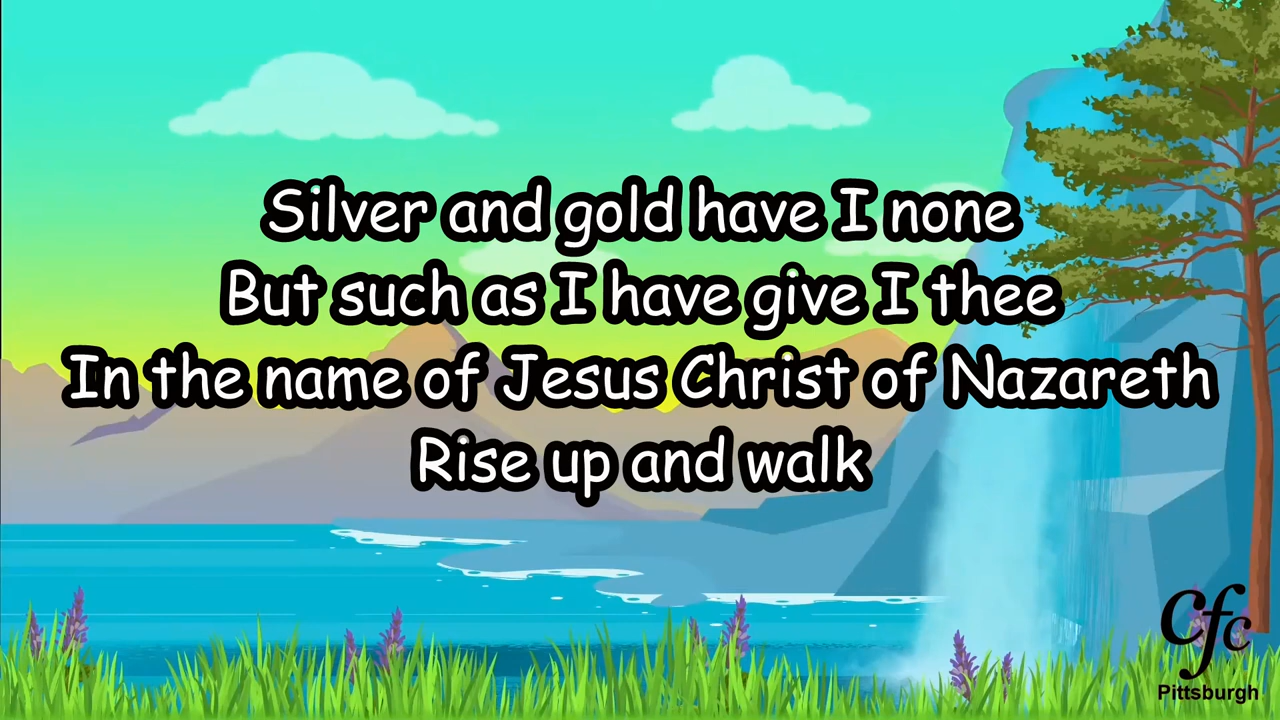 Silver and gold have I none
But such as I have give I thee
In the name of Jesus Christ of Nazareth
Rise up and walk
cfc
Pittsburgh